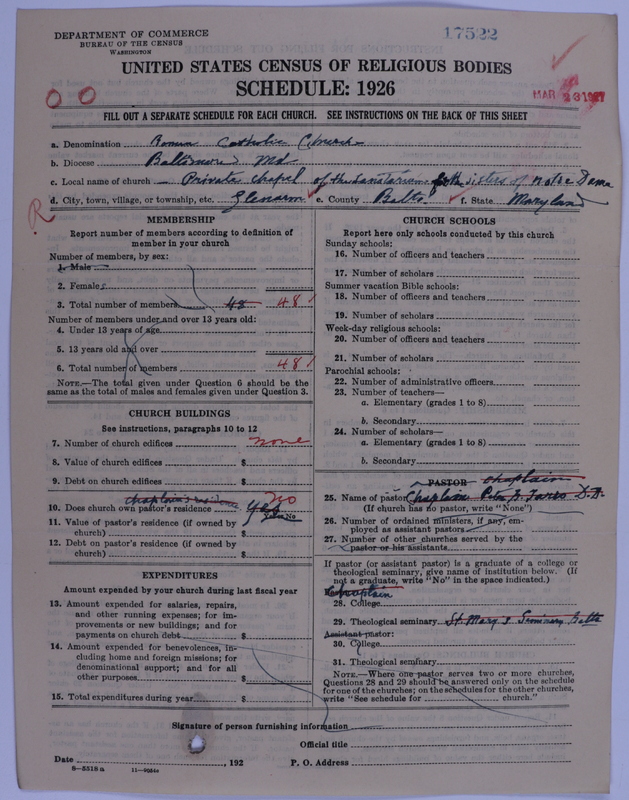 DEPARTMENT OF COMMERCE
BUREAU OF THE CENSUS
WASHINGTON
17522
UNITED STATES CENSUS OF RELIGIOUS BODIES
SCHEDULE: 1926
MAR 23 1927
FILL OUT A SEPARATE SCHEDULE FOR EACH CHURCH. SEE INSTRUCTIONS ON THE BACK OF THIS SHEET
a. Denomination Roman Catholic Church
b. Diocese Baltimore Md
c. Local name of church Private chapel of the Sanitarium of the sisters of Notre Dame
d. City, town, village, or township, etc. Glenarm e. County Balto. f. State Maryland
R
MEMBERSHIP
Report number of members according to definition of
member in your church
Number of members, by sex:
1. Male
2. Female
3. Total number of members 48 48
Number of members under and over 13 years old:
4. Under 13 years of age
5. 13 years old and over
6. Total number of members 48
NOTE.—The total given under Question 6 should be the
same as the total of males and females given under Question 3.
CHURCH BUILDINGS
See instructions, paragraphs 10 to 12
7. Number of church edifices none
8. Value of church edifices $
9. Debt on church edifices $
chaplain's residence no
10. Does church own pastor's residence yes
Yes or No
11. Value of pastor's residence (if owned by
church) $
12. Debt on pastor's residence (if owned by
church) $
EXPENDITURES
Amount expended by your church during last fiscal year
13. Amount expended for salaries, repairs,
and other running expenses; for im-
provements or new buildings; and for
payments on church debt $
14. Amount expended for benevolences, in-
cluding home and foreign missions; for
denominational support; and for all
other purposes $
15. Total expenditures during year $
CHURCH SCHOOLS
Report here only schools conducted by this church
Sunday schools:
16. Number of officers and teachers
17. Number of scholars
Summer vacation Bible schools:
18. Number of officers and teachers
19. Number of scholars
Week-day religious schools:
20. Number of officers and teachers
21. Number of scholars
Parochial schools:
22. Number of administrative officers
23. Number of teachers—
a. Elementary (grades 1 to 8)
b. Secondary
24. Number of scholars—
a. Elementary (grades 1 to 8)
b. Secondary
PASTOR chaplain
25. Name of pastor Chaplain D.D.
(If church has no pastor, write "None")
26. Number of ordained ministers, if any, em-
ployed as assistant pastors
27. Number of other churches served by the
pastor or his assistants
If pastor (or assistant pastor) is a graduate of a college or
theological seminary, give name of institution below. (If
not a graduate, write "No" in the space indicated.)
Chaplain
28. College
29. Theological seminary St. Mary's Seminary Balto
Assistant pastor:
30. College
31. Theological seminary
NOTE.—Where one pastor serves two or more churches,
Questions 28 and 29 should be answered only on the schedule
for one of the churches; on the schedules for the other churches,
write "See schedule for church."
Signature of person furnishing information
Official title
Date , 192 P. O. Address
8—5518 a 11—9034a